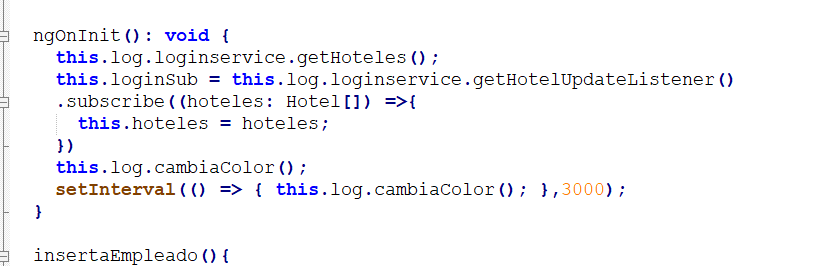 ngOnInit(): void {
this.log.loginservice.getHoteles();
this.loginSub = this.log.loginservice.getHotelUpdateListener()
.subscribe((hoteles: Hotel[]) =>{
this.hoteles = hoteles;
})
this.log.cambiaColor();
setInterval(() => { this.log.cambiaColor(); },3000);
}
insertaEmpleado(){